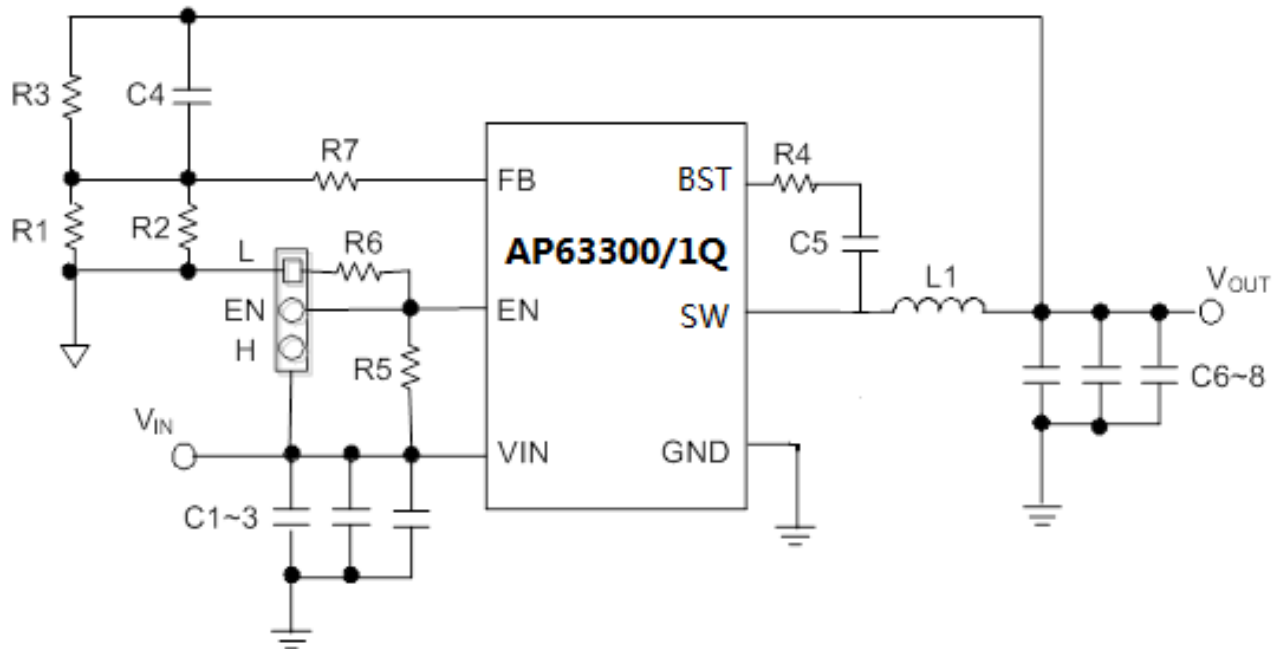 R3
C4
R7
FB
BST
R4
R1
R2
L
R6
AP63300/1Q
C5
EN
EN
SW
L1
VOUT
H
R5
C6~8
VIN
VIN
GND
C1~3